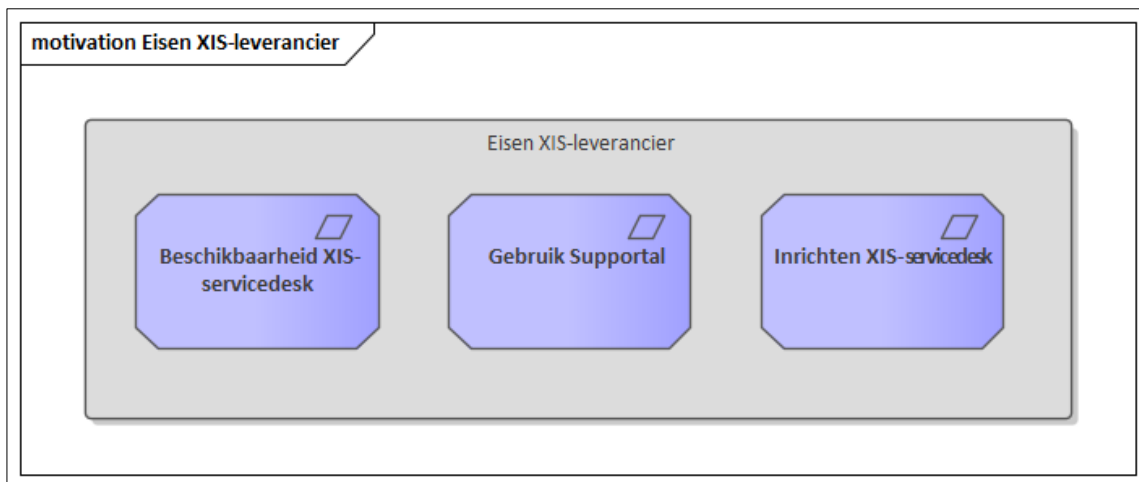 motivation Eisen XIS-leverancier
Eisen XIS-leverancier
Beschikbaarheid XIS-
servicedesk
Gebruik Supportal
Inrichten XIS-servicedesk